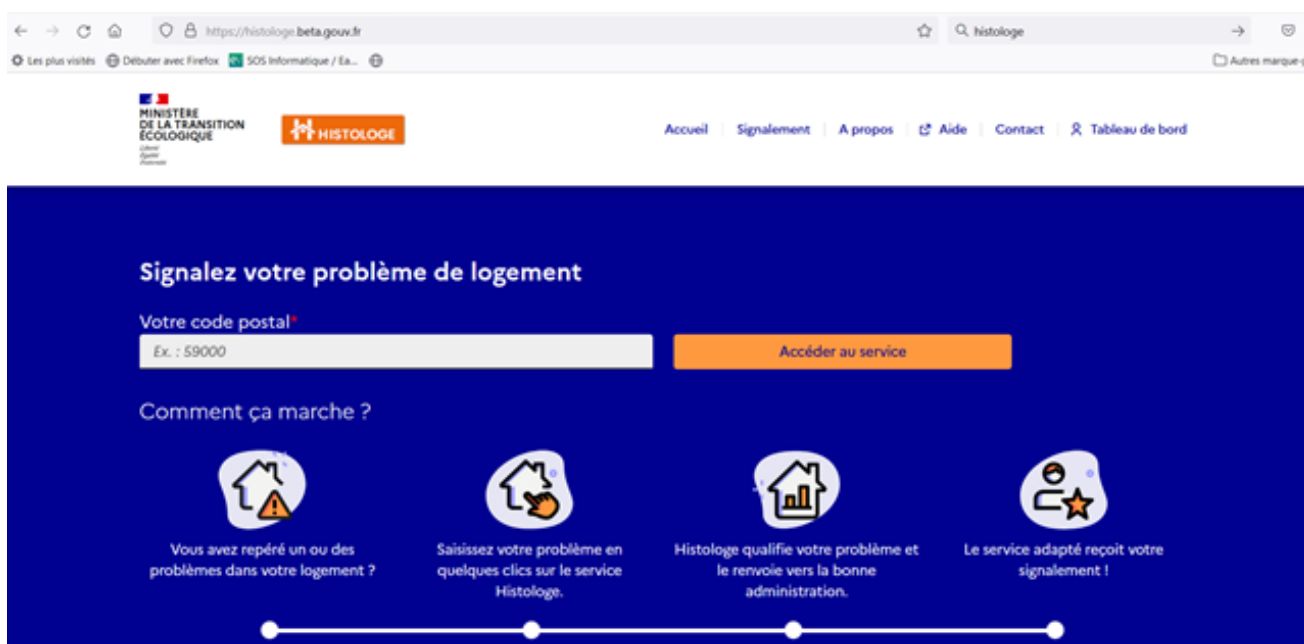 https://histologe.beta.gouv.fr
histologe
Les plus visités Débuter avec Firefox SOS Informatique / Ea...
Autres marque-p
MINISTÈRE
DE LA TRANSITION
ÉCOLOGIQUE
Liberté
Égalité
Fraternité
HISTOLOGE
Accueil Signalement A propos Aide Contact Tableau de bord
Signalez votre problème de logement
Votre code postal*
Ex. : 59000
Accéder au service
Comment ça marche ?
Vous avez repéré un ou des
problèmes dans votre logement ?
Saisissez votre problème en
quelques clics sur le service
Histologe.
Histologe qualifie votre problème et
le renvoie vers la bonne
administration.
Le service adapté reçoit votre
signalement !